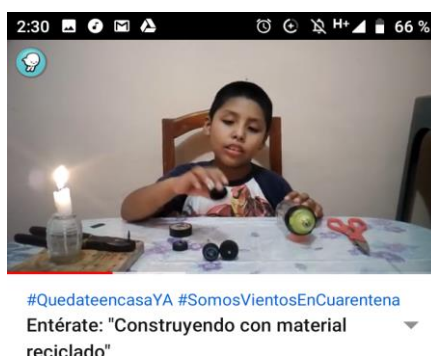 2:30 H+ 66 %
#QuedateencasaYA #SomosVientosEnCuarentena
Entérate: "Construyendo con material
reciclado"